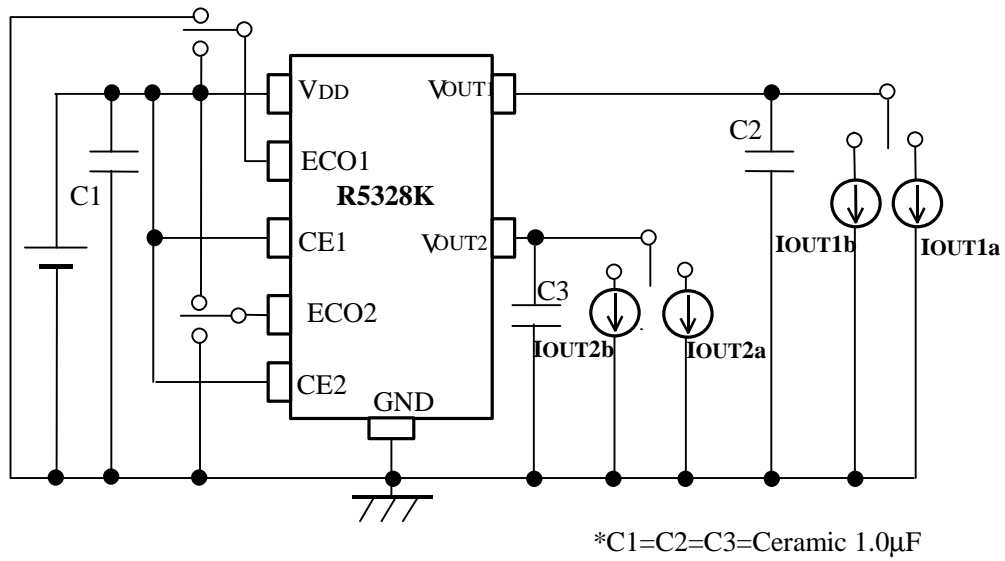 VDD
VOUT1
C2
ECO1
R5328K
C1
CE1
VOUT2
IOUT1b
IOUT1a
C3
ECO2
IOUT2b
IOUT2a
CE2
GND
*C1=C2=C3=Ceramic 1.0μF